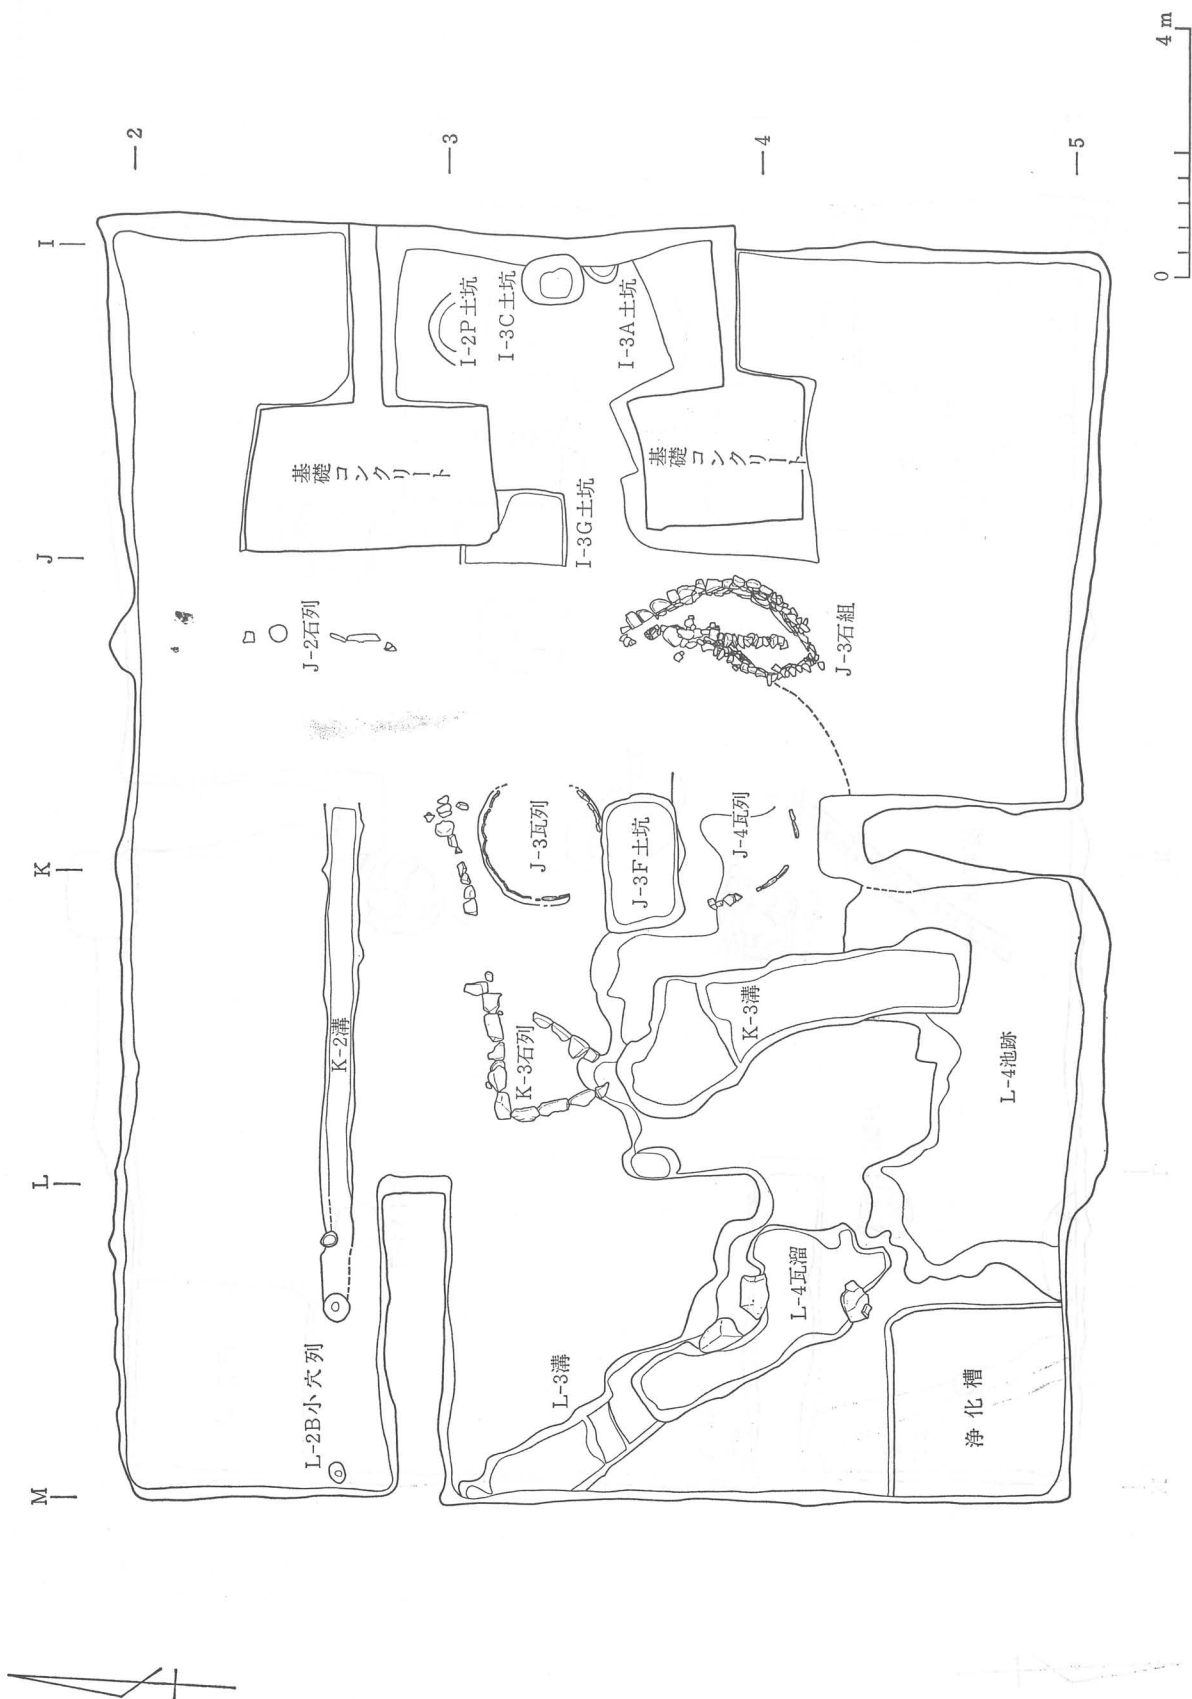 M
L
K
J
I
—2
—3
—4
—5
L-2B小穴列
K-2溝
J-2石列
基礎
コンクリート
I-2P土坑
I-3C土坑
I-3A土坑
I-3G土坑
基礎
コンクリート
L-3溝
K-3石列
J-3瓦列
J-3F土坑
J-4瓦列
J-3石組
K-3溝
L-4瓦溜
L-4池跡
浄化槽
0
4m